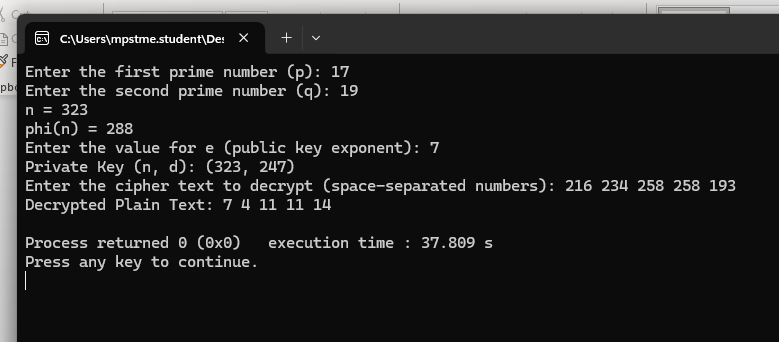 C:\Users\mpstme.student\Des
Enter the first prime number (p): 17
Enter the second prime number (q): 19
n = 323
phi(n) = 288
Enter the value for e (public key exponent): 7
Private Key (n, d): (323, 247)
Enter the cipher text to decrypt (space-separated numbers): 216 234 258 258 193
Decrypted Plain Text: 7 4 11 11 14
Process returned 0 (0x0)   execution time : 37.809 s
Press any key to continue.